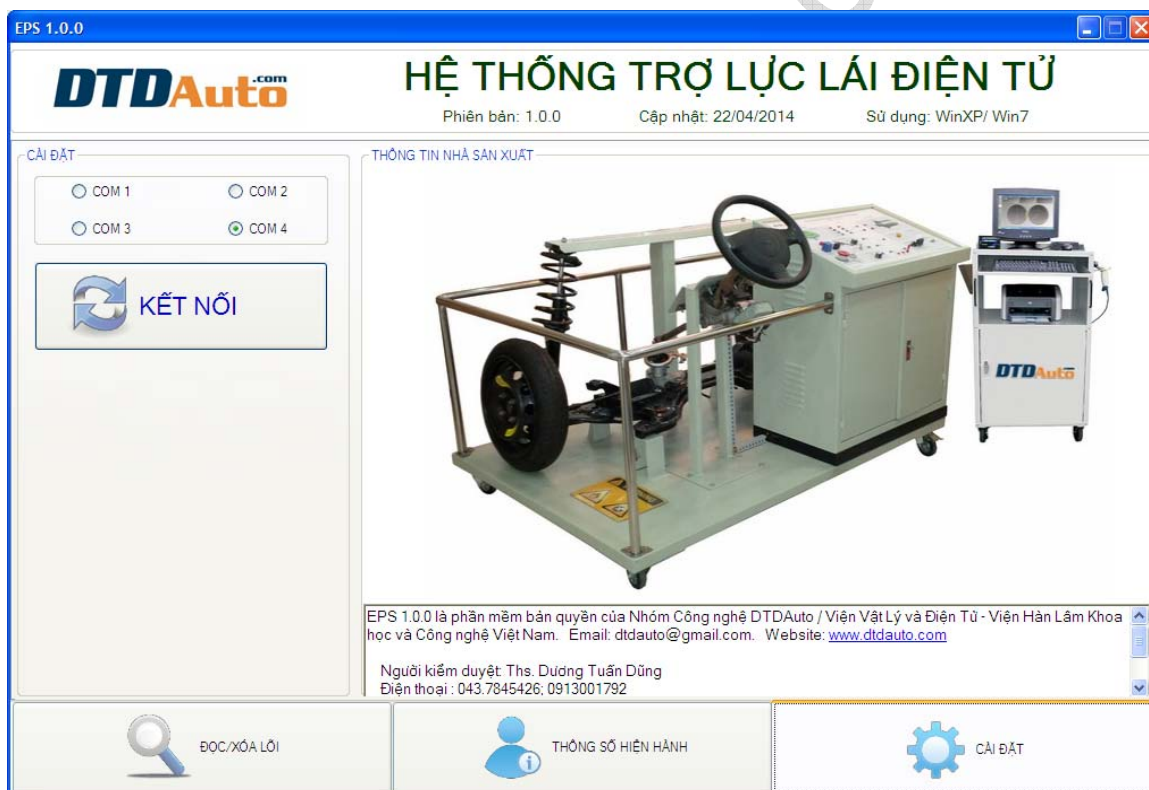 EPS 1.0.0
DTDAuto.com
HỆ THỐNG TRỢ LỰC LÁI ĐIỆN TỬ
Phiên bản: 1.0.0 Cập nhật: 22/04/2014 Sử dụng: WinXP/ Win7
CÀI ĐẶT
COM 1 COM 2
COM 3 COM 4
KẾT NỐI
THÔNG TIN NHÀ SẢN XUẤT
DTDAuto
EPS 1.0.0 là phần mềm bản quyền của Nhóm Công nghệ DTDAuto / Viện Vật Lý và Điện Tử - Viện Hàn Lâm Khoa
học và Công nghệ Việt Nam. Email: dtdauto@gmail.com. Website: www.dtdauto.com
Người kiểm duyệt: Ths. Dương Tuấn Dũng
Điện thoại : 043.7845426; 0913001792
ĐỌC/XÓA LỖI THÔNG SỐ HIỆN HÀNH CÀI ĐẶT